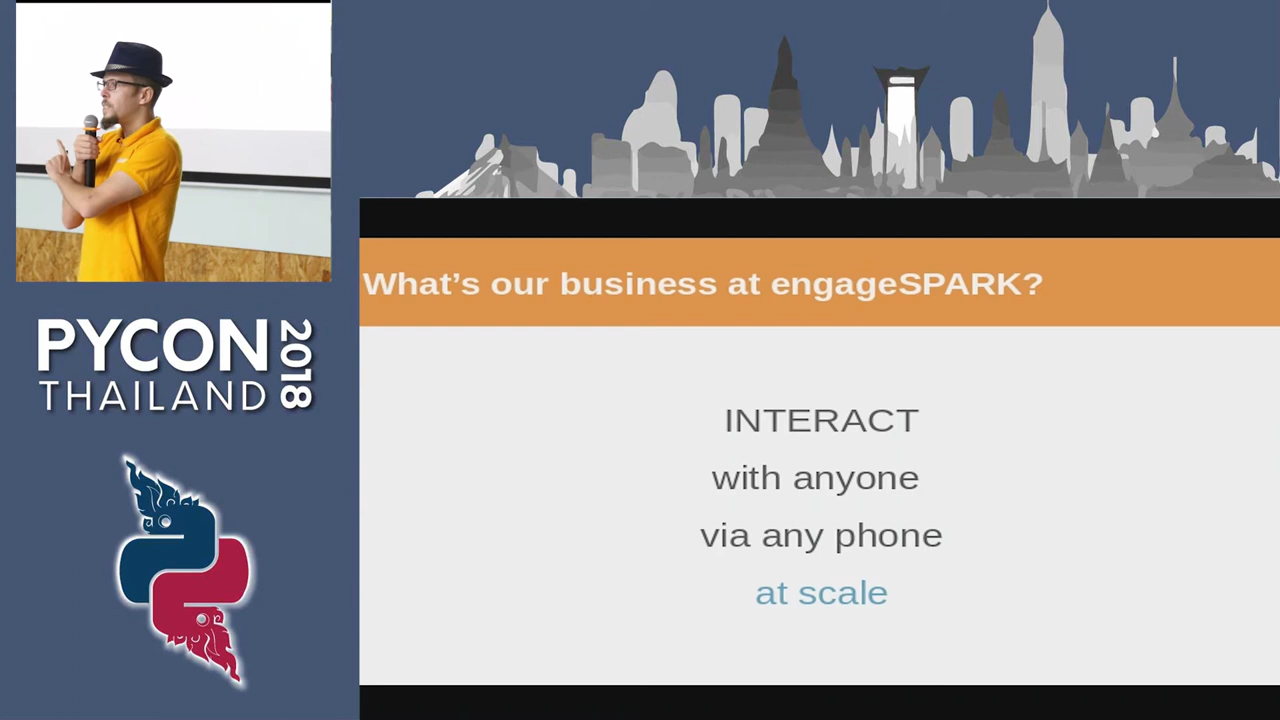 PYCON
THAILAND
2018
What's our business at engageSPARK?
INTERACT
with anyone
via any phone
at scale